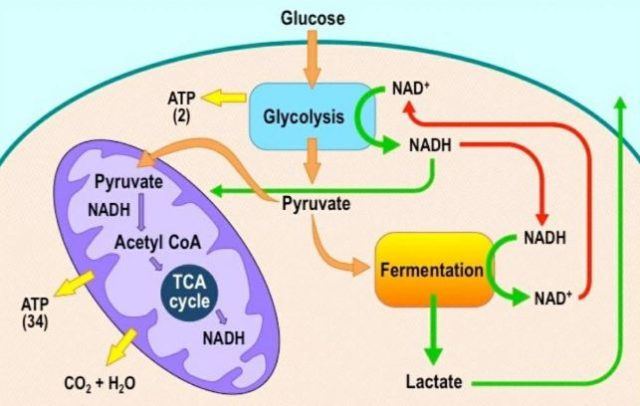 Glucose
ATP
(2)
Glycolysis
NAD⁺
NADH
Pyruvate
NADH
Acetyl CoA
TCA
cycle
NADH
Pyruvate
Fermentation
NADH
NAD⁺
ATP
(34)
CO₂ + H₂O
Lactate